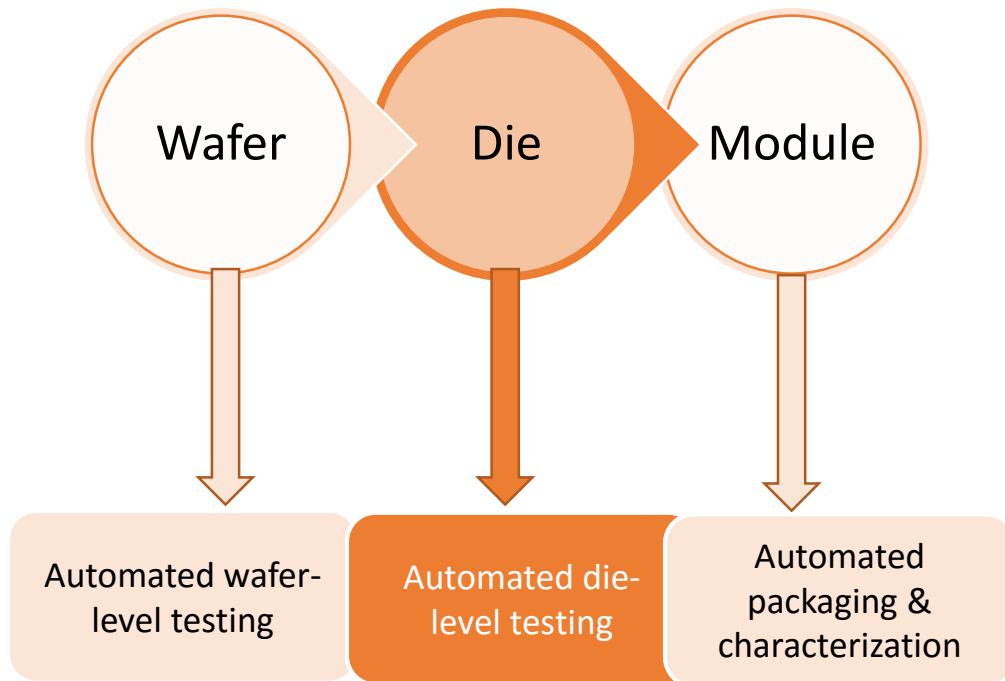 Wafer
Die
Module
Automated wafer-
level testing
Automated die-
level testing
Automated
packaging &
characterization